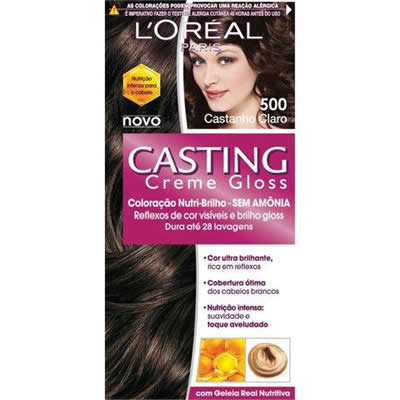 AS COLORAÇÕES PODEM PROVOCAR UMA REAÇÃO ALÉRGICA
É IMPERATIVO FAZER O TESTE DE ALERGIA CUTÂNEA 48 HORAS ANTES DO USO
L'ORÉAL
PARIS
Nutrição
intensa para
o cabelo
novo
500
Castanho Claro
CASTING
Creme Gloss
Coloração Nutri-Brilho - SEM AMÔNIA
Reflexos de cor visíveis e brilho gloss
Dura até 28 lavagens
• Cor ultra brilhante,
rica em reflexos
• Cobertura ótima
dos cabelos brancos
• Nutrição intensa:
suavidade e
toque aveludado
com Geleia Real Nutritiva